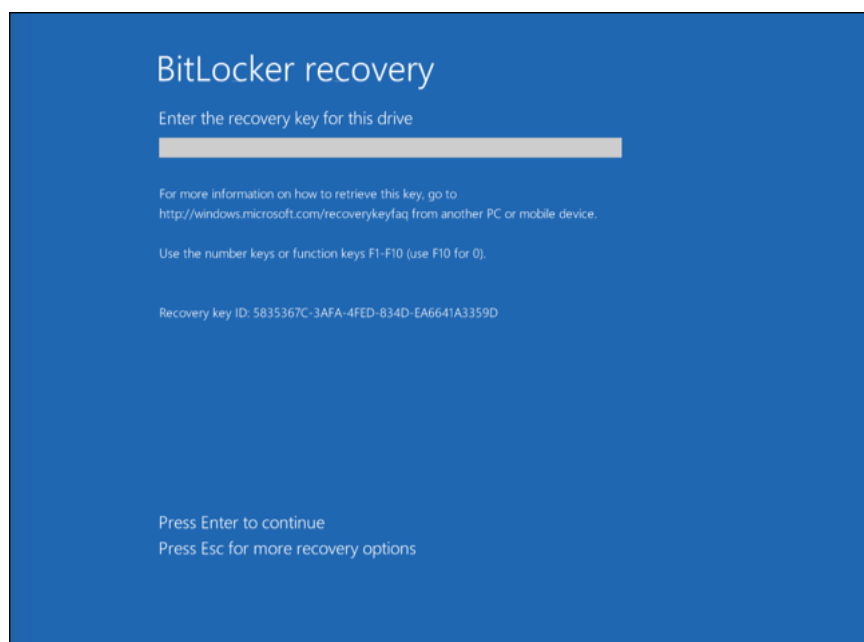 BitLocker recovery
Enter the recovery key for this drive
For more information on how to retrieve this key, go to
http://windows.microsoft.com/recoverykeyfaq from another PC or mobile device.
Use the number keys or function keys F1-F10 (use F10 for 0).
Recovery key ID: 5835367C-3AFA-4FED-834D-EA6641A3359D
Press Enter to continue
Press Esc for more recovery options